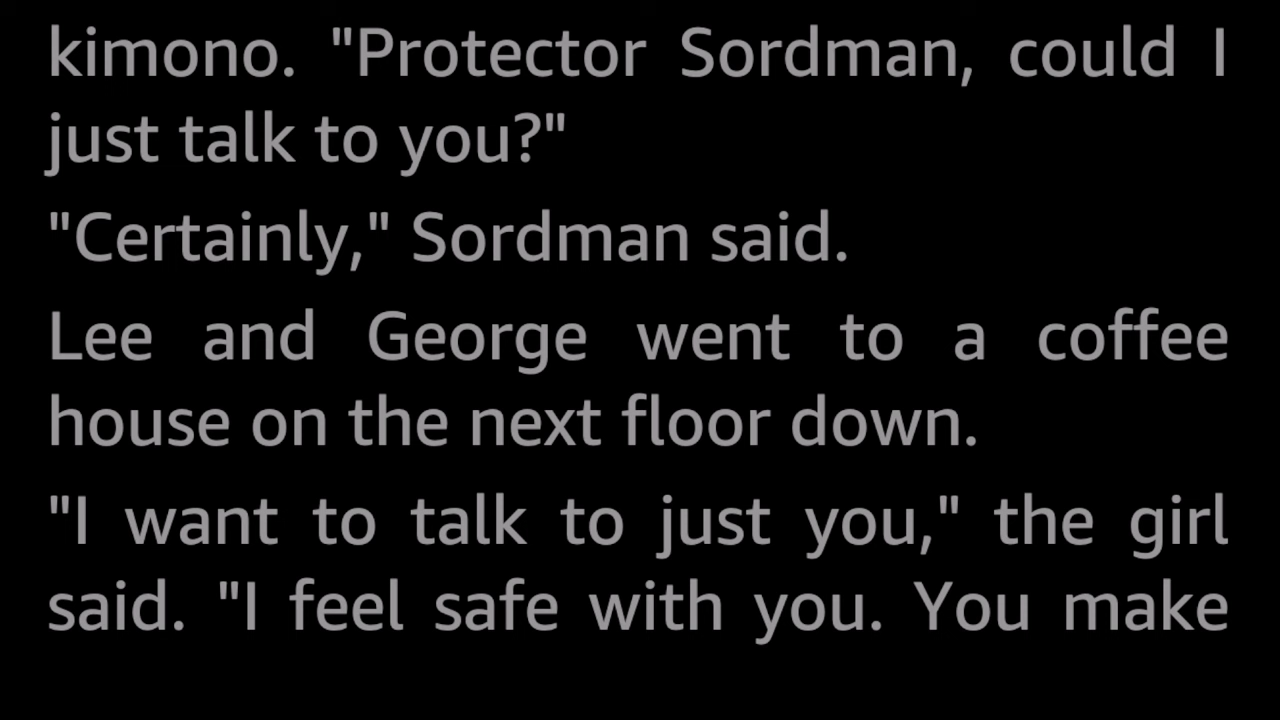 kimono. "Protector Sordman, could I
just talk to you?"
"Certainly," Sordman said.
Lee and George went to a coffee
house on the next floor down.
"I want to talk to just you," the girl
said. "I feel safe with you. You make